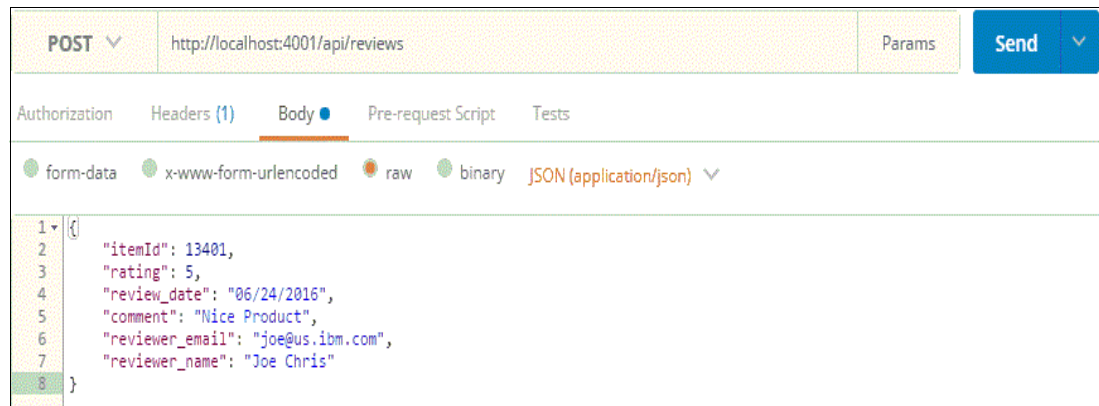 POST http://localhost:4001/api/reviews Params Send
Authorization Headers (1) Body Pre-request Script Tests
form-data x-www-form-urlencoded raw binary JSON (application/json)
1 {
2 "itemId": 13401,
3 "rating": 5,
4 "review_date": "06/24/2016",
5 "comment": "Nice Product",
6 "reviewer_email": "joe@us.ibm.com",
7 "reviewer_name": "Joe Chris"
8 }